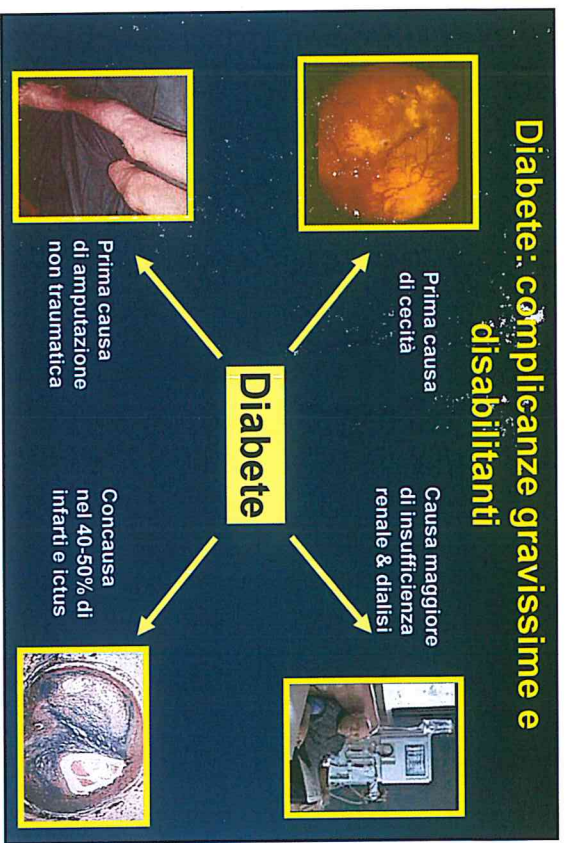 Diabete: complicanze gravissime e
disabilitanti
Prima causa
di cecità
Causa maggiore
di insufficienza
renale & dialisi
Diabete
Prima causa
di amputazione
non traumatica
Concausa
nel 40-50% di
infarti e ictus